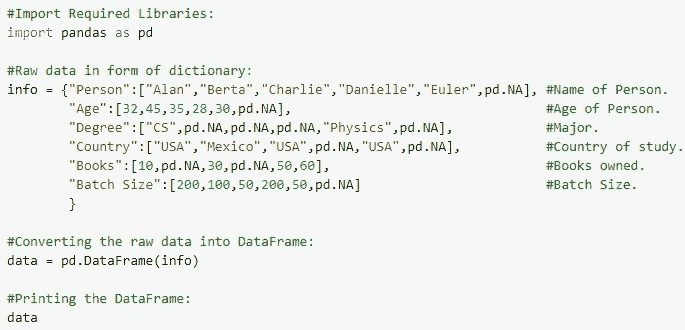 #Import Required Libraries:
import pandas as pd
#Raw data in form of dictionary:
info = {"Person":["Alan","Berta","Charlie","Danielle","Euler",pd.NA], #Name of Person.
"Age":[32,45,35,28,30,pd.NA], #Age of Person.
"Degree":["CS",pd.NA,pd.NA,pd.NA,"Physics",pd.NA], #Major.
"Country":["USA","Mexico","USA",pd.NA,"USA",pd.NA], #Country of study.
"Books":[10,pd.NA,30,pd.NA,50,60], #Books owned.
"Batch Size":[200,100,50,200,50,pd.NA] #Batch Size.
}
#Converting the raw data into DataFrame:
data = pd.DataFrame(info)
#Printing the DataFrame:
data